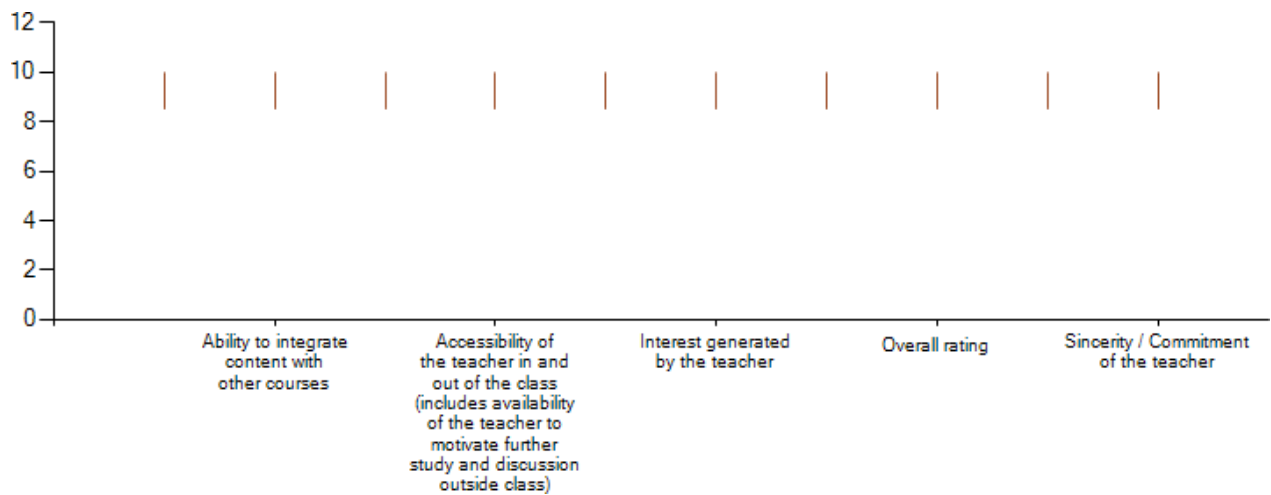 12
10
8
6
4
2
0
Ability to integrate
content with
other courses
Accessibility of
the teacher in and
out of the class
(includes availability
of the teacher to
motivate further
study and discussion
outside class)
Interest generated
by the teacher
Overall rating
Sincerity / Commitment
of the teacher